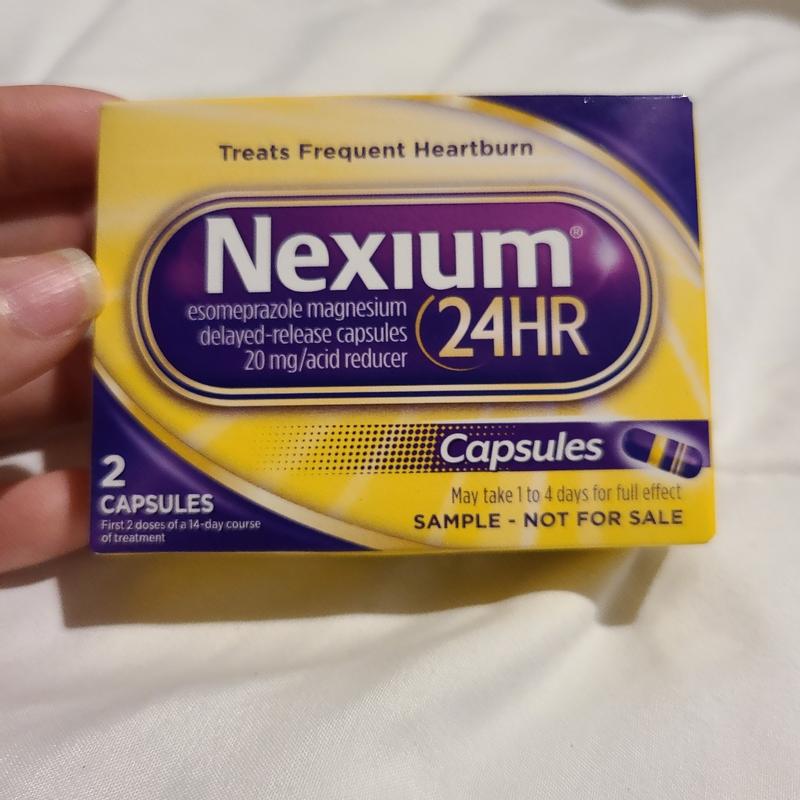 Treats Frequent Heartburn
Nexium®
esomeprazole magnesium
delayed-release capsules
20 mg/acid reducer
24HR
Capsules
2
CAPSULES
First 2 doses of a 14-day course
of treatment
May take 1 to 4 days for full effect
SAMPLE - NOT FOR SALE